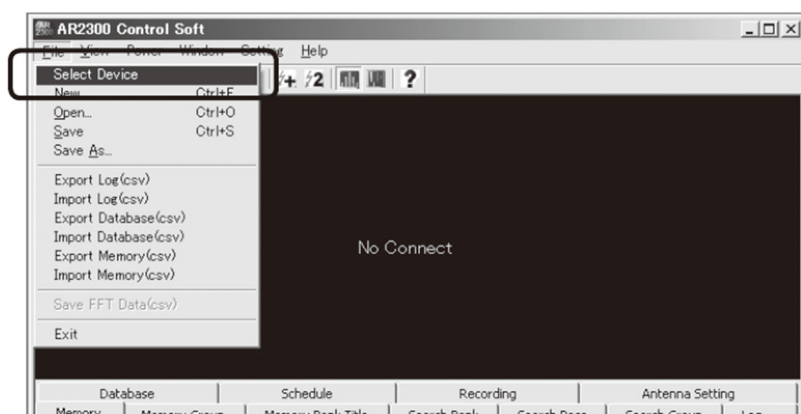 AR2300 Control Soft
File View Power Window Setting Help
Select Device
New Ctrl+F
Open... Ctrl+O
Save Ctrl+S
Save As...
Export Log(csv)
Import Log(csv)
Export Database(csv)
Import Database(csv)
Export Memory(csv)
Import Memory(csv)
Save FFT Data(csv)
Exit
2
?
No Connect
Database Schedule Recording Antenna Setting
Memory Memory Group Memory Bank Title Search Bank Search Pass Search Group Log